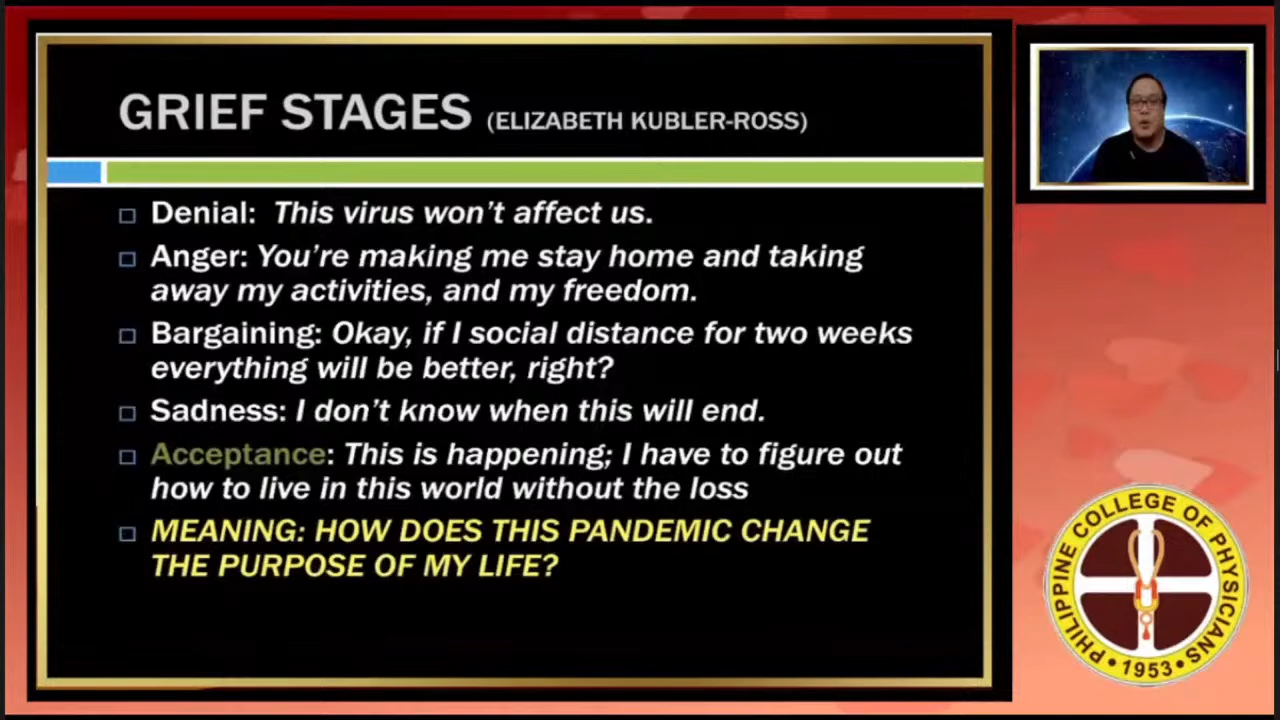 GRIEF STAGES (ELIZABETH KUBLER-ROSS)
Denial: This virus won't affect us.
Anger: You're making me stay home and taking
away my activities, and my freedom.
Bargaining: Okay, if I social distance for two weeks
everything will be better, right?
Sadness: I don't know when this will end.
Acceptance: This is happening; I have to figure out
how to live in this world without the loss
MEANING: HOW DOES THIS PANDEMIC CHANGE
THE PURPOSE OF MY LIFE?
PHILIPPINE COLLEGE OF PHYSICIANS
• 1953 •